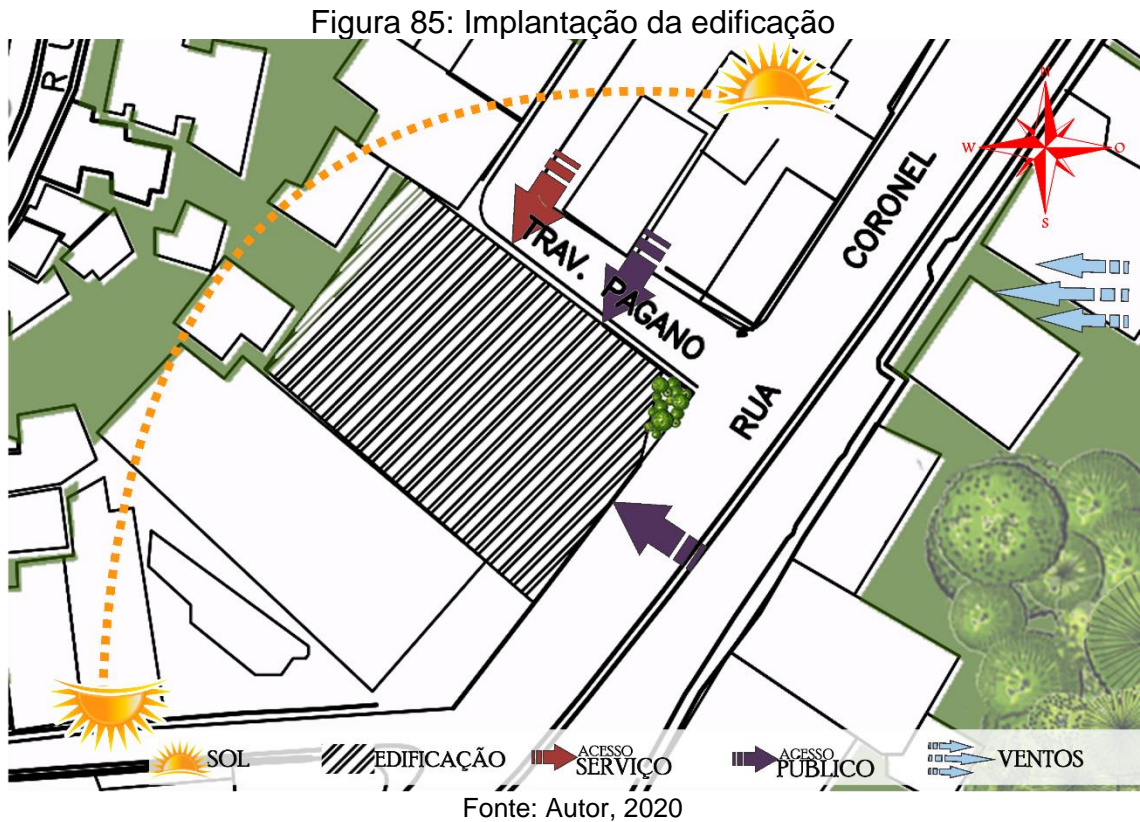 Figura 85: Implantação da edificação
RU
N
W
O
S
CORONEL
TRAV. PAGANO
RUA
SOL
EDIFICAÇÃO
ACESSO
SERVIÇO
ACESSO
PÚBLICO
VENTOS
Fonte: Autor, 2020